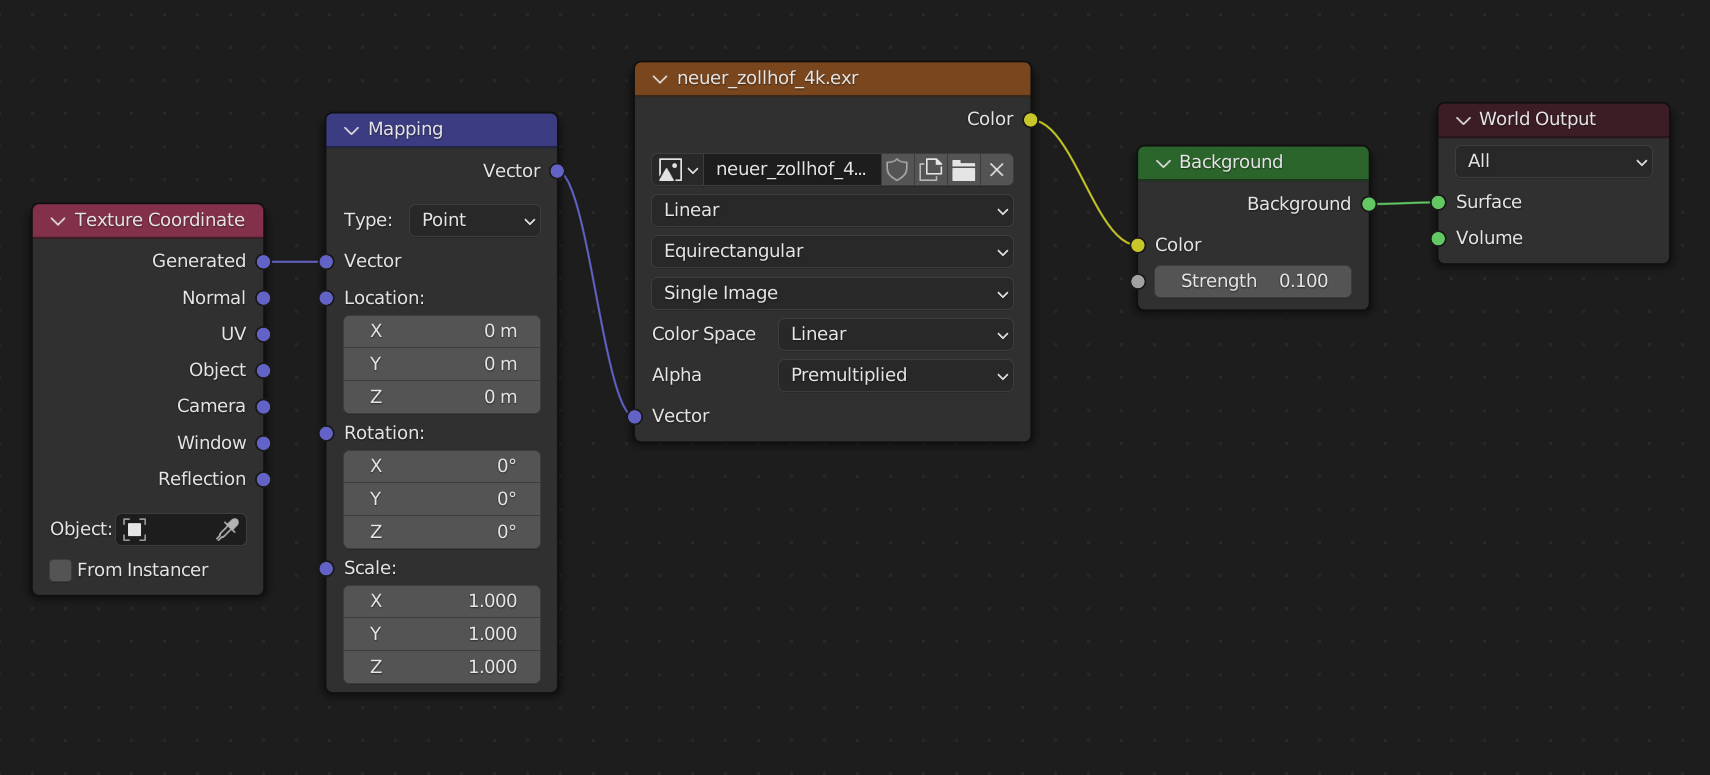 Texture Coordinate
Generated
Normal
UV
Object
Camera
Window
Reflection
Object:
From Instancer
Mapping
Vector
Type: Point
Vector
Location:
X 0 m
Y 0 m
Z 0 m
Rotation:
X 0°
Y 0°
Z 0°
Scale:
X 1.000
Y 1.000
Z 1.000
neuer_zollhof_4k.exr
Color
neuer_zollhof_4...
Linear
Equirectangular
Single Image
Color Space Linear
Alpha Premultiplied
Vector
Background
Background
Color
Strength 0.100
World Output
All
Surface
Volume